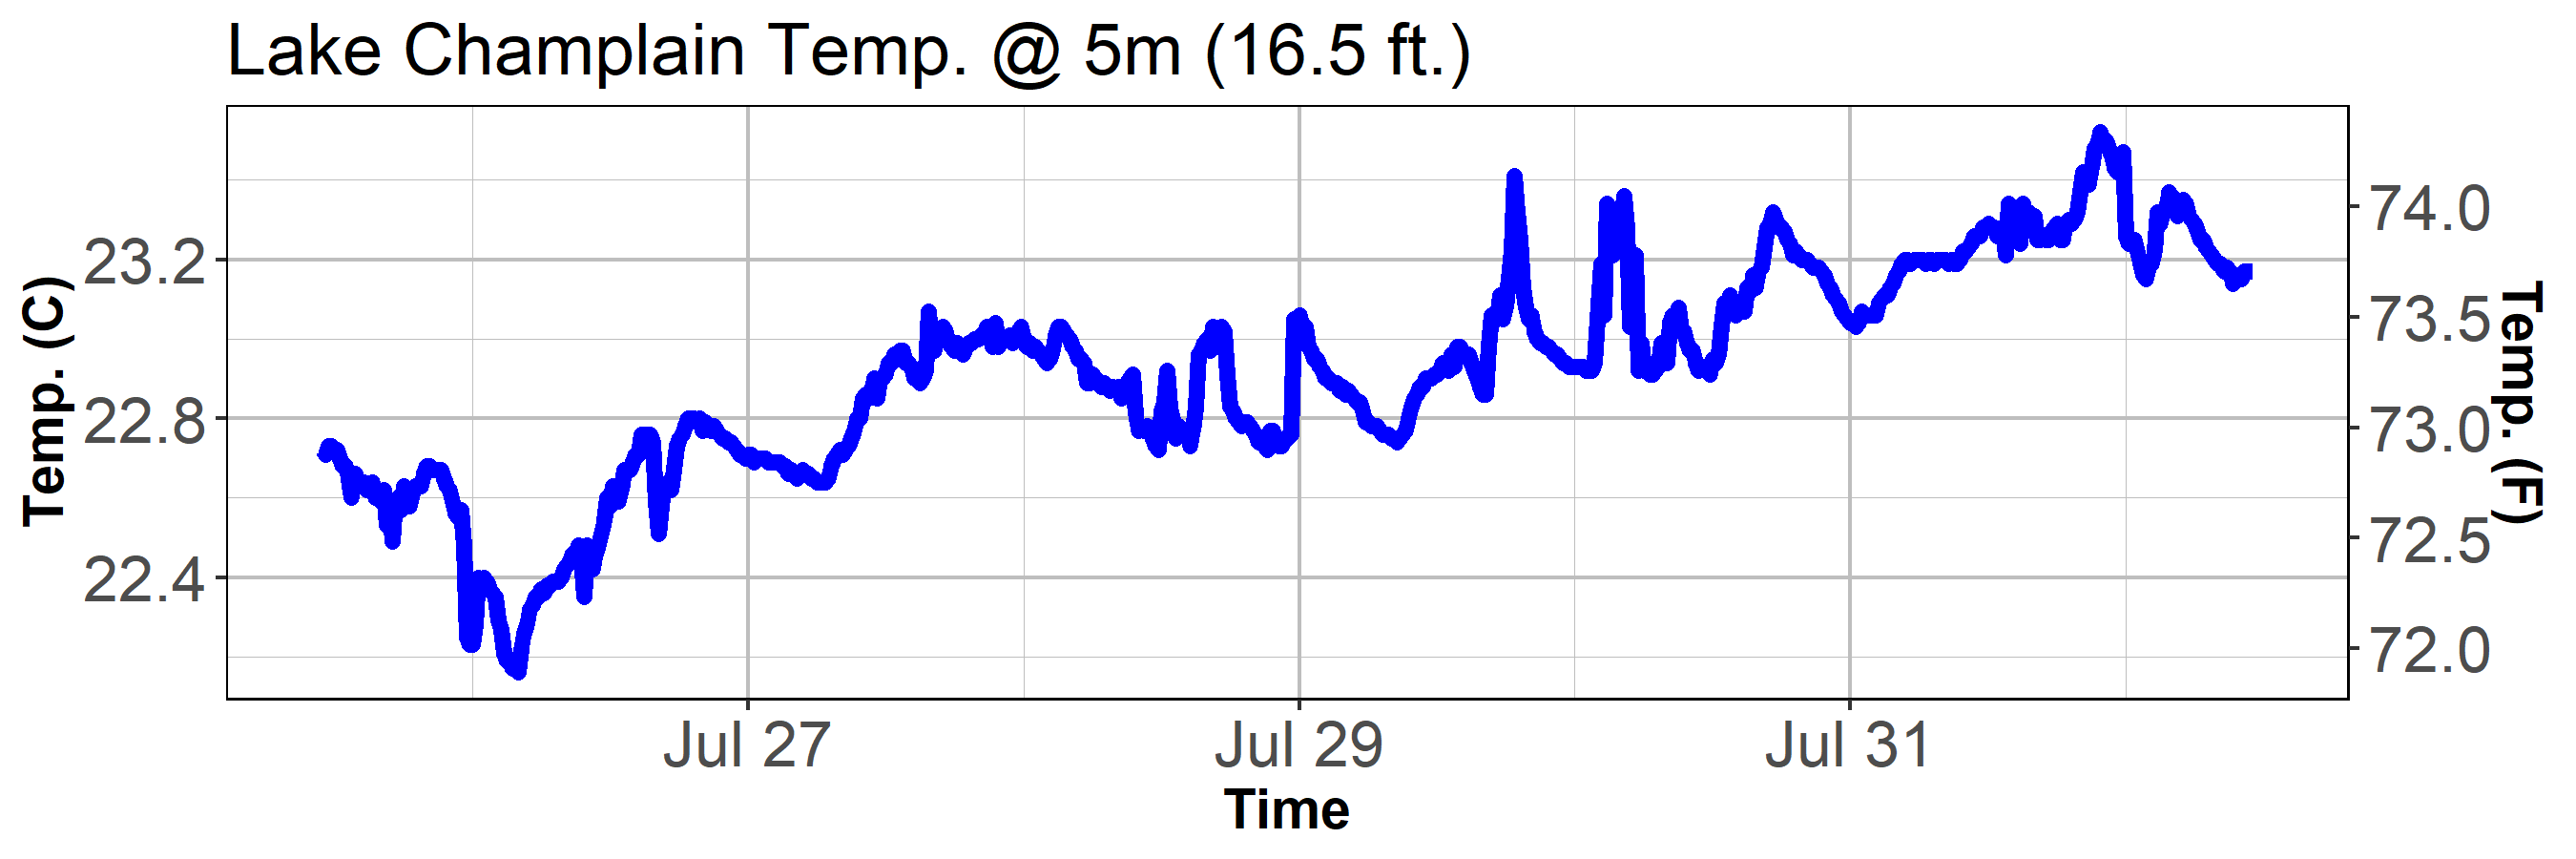 Lake Champlain Temp. @ 5m (16.5 ft.)
Temp. (C)
23.2
22.8
22.4
74.0
73.5
73.0
72.5
72.0
Temp. (F)
Jul 27
Jul 29
Jul 31
Time